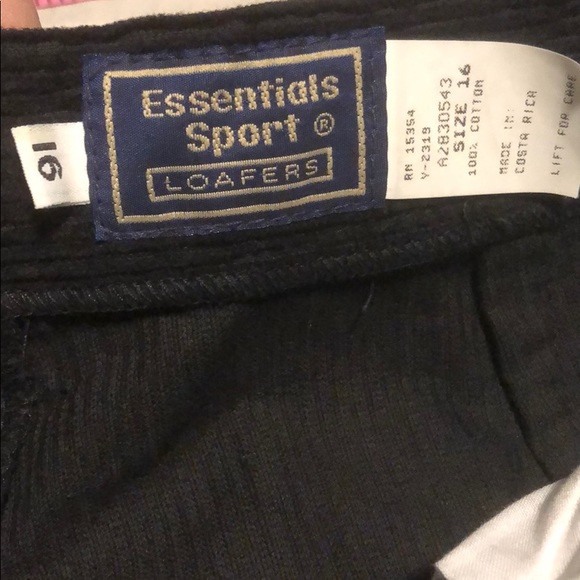 16
Essentials
Sport ®
LOAFERS
RN 15354
V-2319
A2830543
SIZE 16
100% COTTON
MADE IN:
COSTA RICA
LIFT FOR CARE